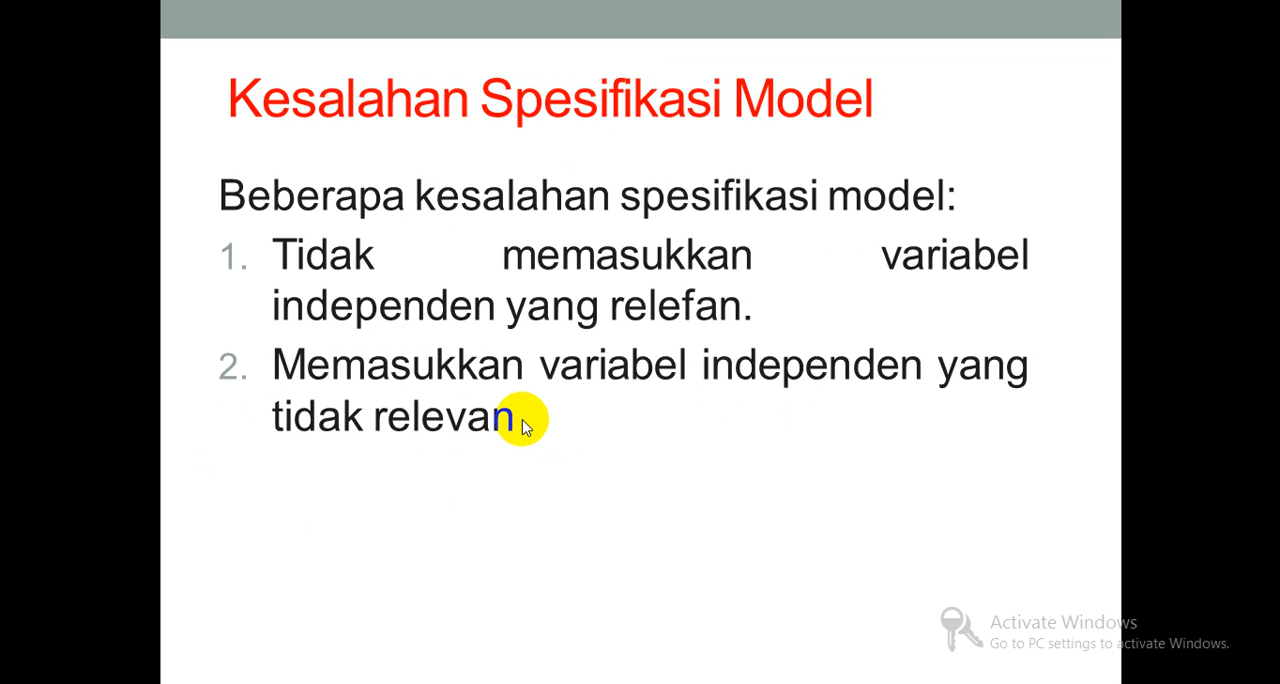 Kesalahan Spesifikasi Model
Beberapa kesalahan spesifikasi model:
1. Tidak memasukkan variabel
independen yang relefan.
2. Memasukkan variabel independen yang
tidak relevan.
Activate Windows
Go to PC settings to activate Windows.